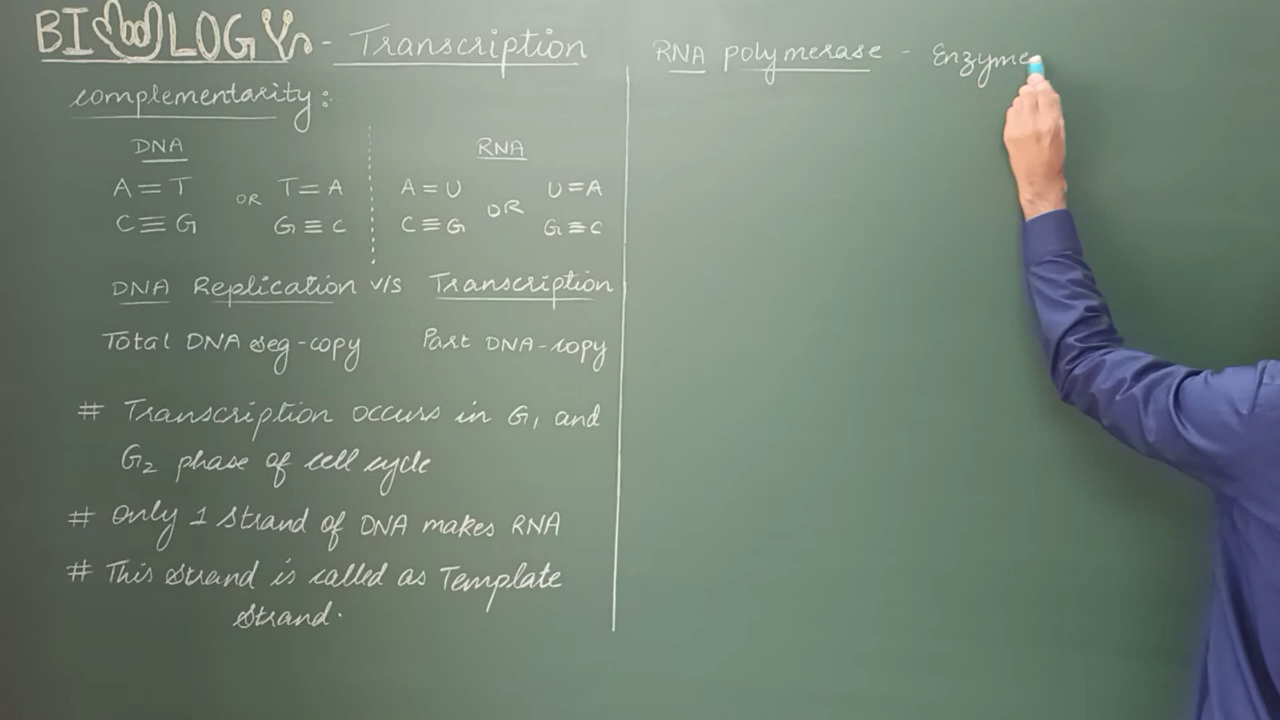 BIOLOGY - Transcription
complementarity:
DNA
A = T OR T = A
C ≡ G G ≡ C
RNA
A = U OR U = A
C ≡ G G ≡ C
DNA Replication v/s Transcription
Total DNA seg-copy Part DNA-copy
# Transcription occurs in G1 and
G2 phase of cell cycle
# Only 1 strand of DNA makes RNA
# This strand is called as Template
strand.
RNA polymerase - Enzyme